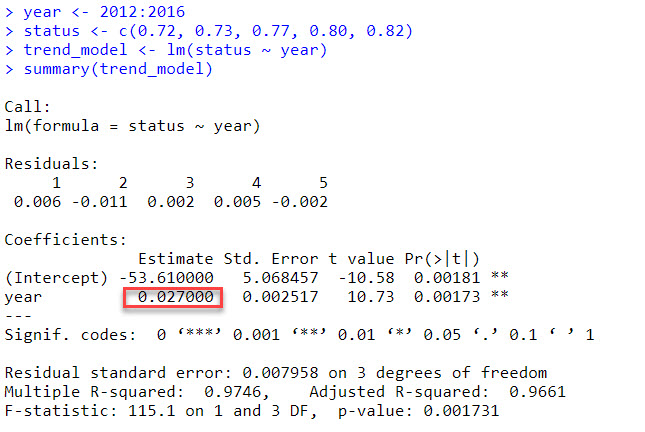 > year <- 2012:2016
> status <- c(0.72, 0.73, 0.77, 0.80, 0.82)
> trend_model <- lm(status ~ year)
> summary(trend_model)
Call:
lm(formula = status ~ year)
Residuals:
1 2 3 4 5
0.006 -0.011 0.002 0.005 -0.002
Coefficients:
Estimate Std. Error t value Pr(>|t|)
(Intercept) -53.610000 5.068457 -10.58 0.00181 **
year 0.027000 0.002517 10.73 0.00173 **
---
Signif. codes: 0 ‘***’ 0.001 ‘**’ 0.01 ‘*’ 0.05 ‘.’ 0.1 ‘ ’ 1
Residual standard error: 0.007958 on 3 degrees of freedom
Multiple R-squared: 0.9746, Adjusted R-squared: 0.9661
F-statistic: 115.1 on 1 and 3 DF, p-value: 0.001731